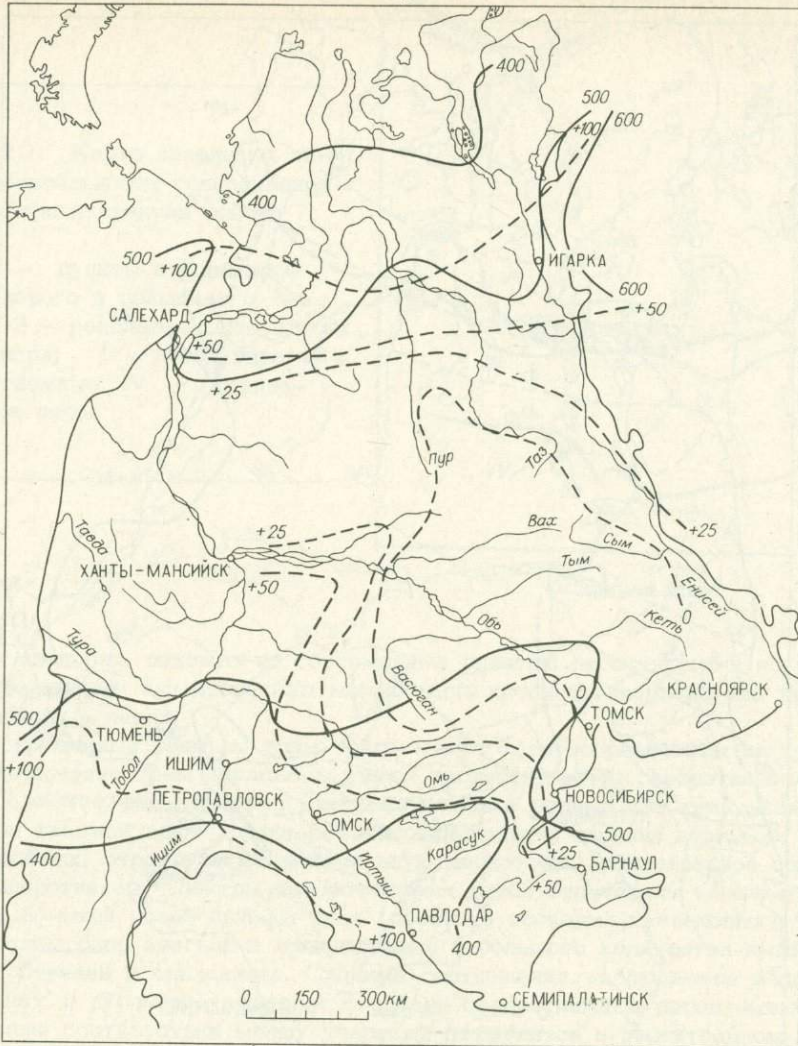 400
500
+100
600
400
500
+100
ИГАРКА
600
САЛЕХАРД
+50
+50
+25
Пур
Таз
+25
+25
Вах
Сым
Тавда
ХАНТЫ-МАНСИЙСК
Тым
Енисей
+50
0
Обь
Кеть
Тура
Васюган
0
КРАСНОЯРСК
500
ТЮМЕНЬ
ТОМСК
+100
ИШИМ
Тобол
Омь
ПЕТРОПАВЛОВСК
НОВОСИБИРСК
ОМСК
Карасук
500
400
Ишим
+25
БАРНАУЛ
Иртыш
+50
ПАВЛОДАР
+100
400
0 150 300км
СЕМИПАЛАТИНСК